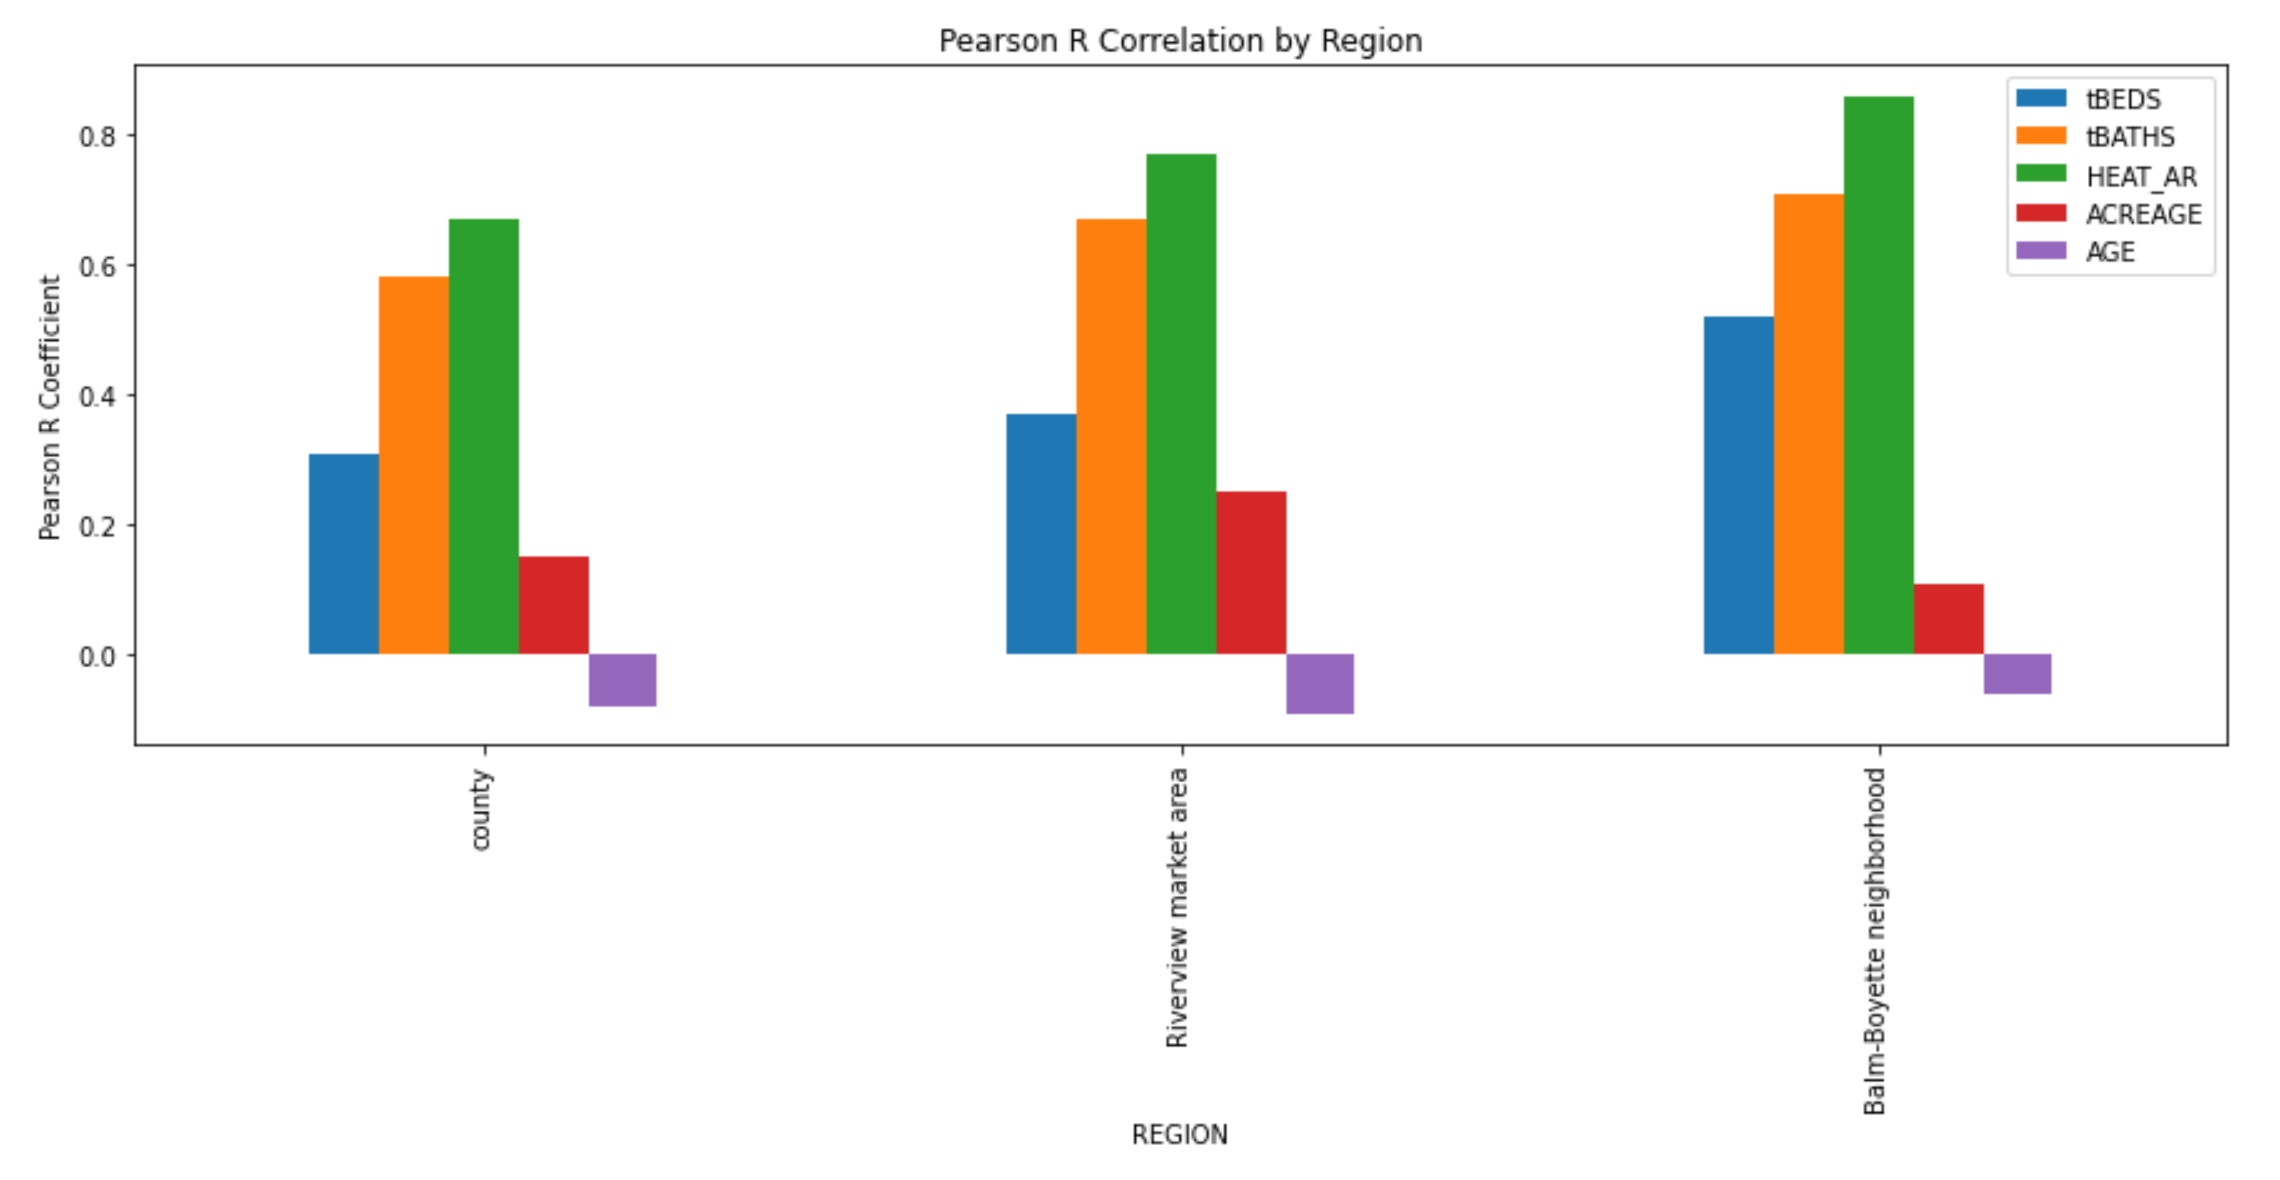 Pearson R Correlation by Region
tBEDS
tBATHS
HEAT_AR
ACREAGE
AGE
Pearson R Coefficient
0.8
0.6
0.4
0.2
0.0
county
Riverview market area
Balm-Boyette neighborhood
REGION